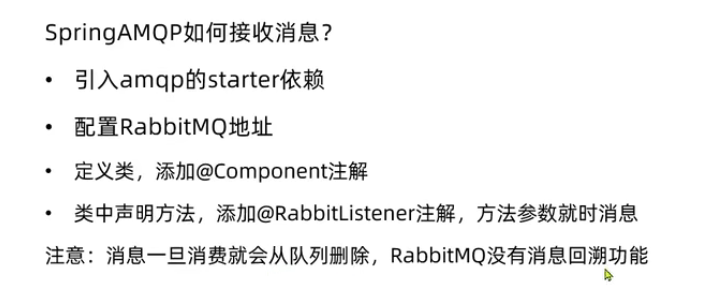 SpringAMQP如何接收消息?
• 引入amqp的starter依赖
• 配置RabbitMQ地址
• 定义类，添加@Component注解
• 类中声明方法，添加@RabbitListener注解，方法参数就时消息
注意：消息一旦消费就会从队列删除，RabbitMQ没有消息回溯功能